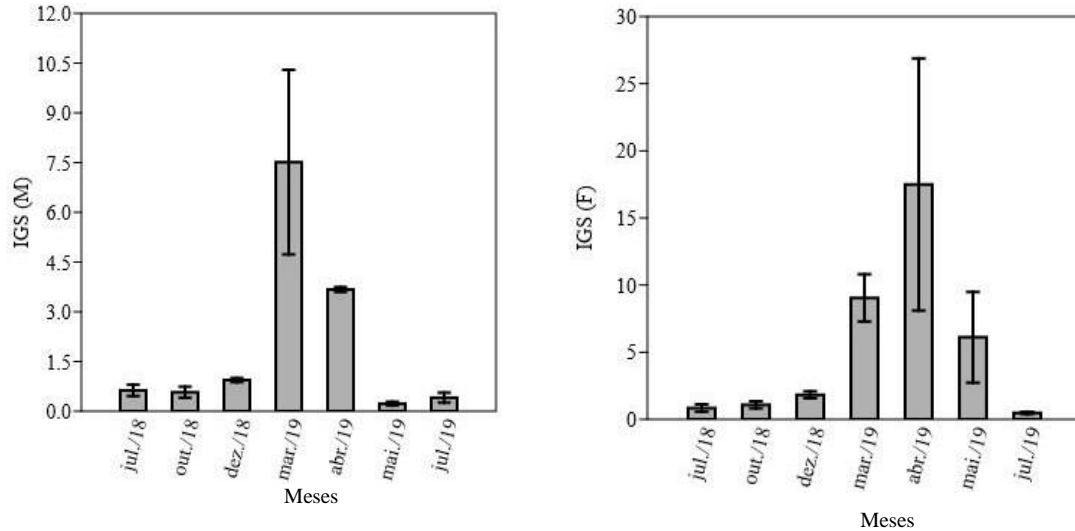 12.0
10.5
9.0
7.5
6.0
4.5
3.0
1.5
0.0
IGS (M)
jul./18
out./18
dez./18
mar./19
abr./19
mai./19
jul./19
Meses
30
25
20
15
10
5
0
IGS (F)
jul./18
out./18
dez./18
mar./19
abr./19
mai./19
jul./19
Meses